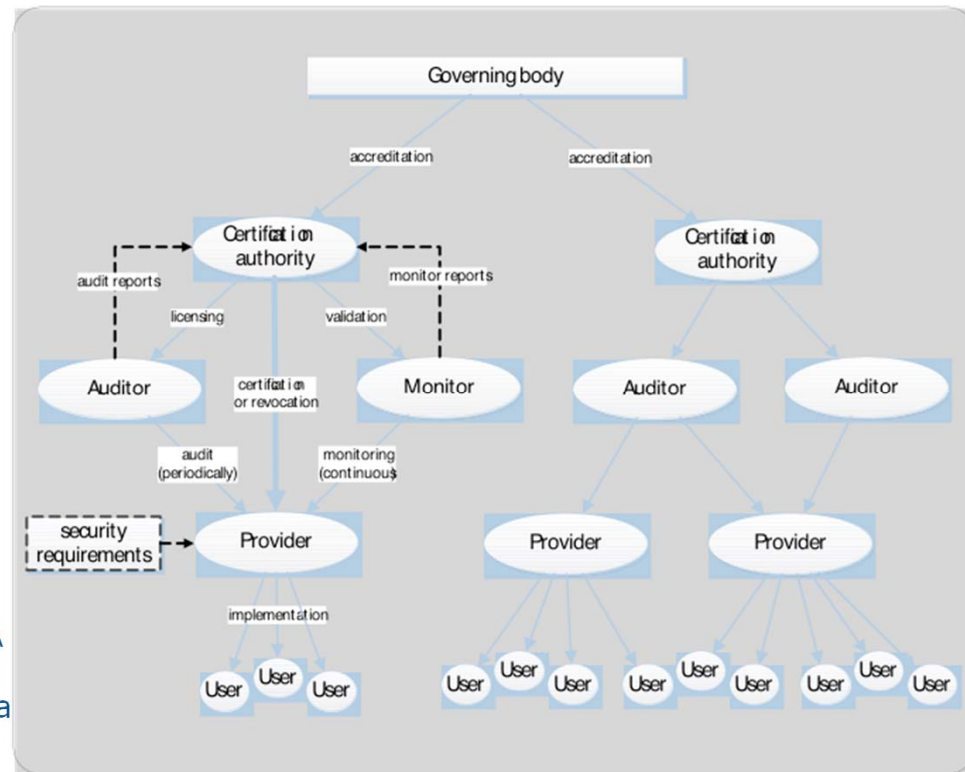 Governing body
accreditation
accreditation
Certification
authority
Certification
authority
audit reports
monitor reports
licensing
validation
Auditor
certification
or revocation
Monitor
Auditor
Auditor
audit
(periodically)
monitoring
(continuous)
security
requirements
Provider
Provider
Provider
implementation
User
User
User
User
User
User
User
User
User
User
User
User
A
a